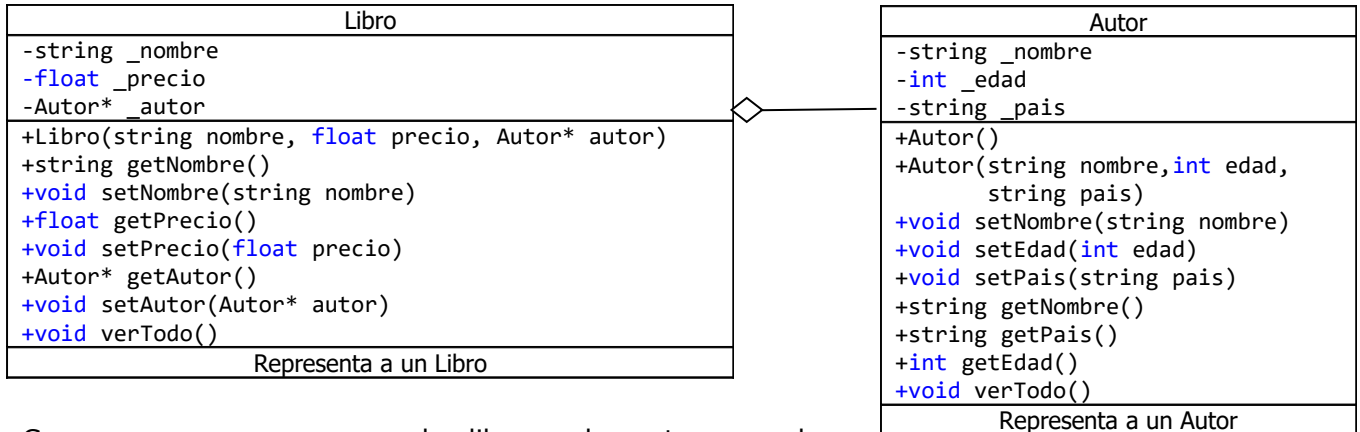 Libro
-string _nombre
-float _precio
-Autor* _autor
+Libro(string nombre, float precio, Autor* autor)
+string getNombre()
+void setNombre(string nombre)
+float getPrecio()
+void setPrecio(float precio)
+Autor* getAutor()
+void setAutor(Autor* autor)
+void verTodo()
Representa a un Libro
Autor
-string _nombre
-int _edad
-string _pais
+Autor()
+Autor(string nombre,int edad,
string pais)
+void setNombre(string nombre)
+void setEdad(int edad)
+void setPais(string pais)
+string getNombre()
+string getPais()
+int getEdad()
+void verTodo()
Representa a un Autor